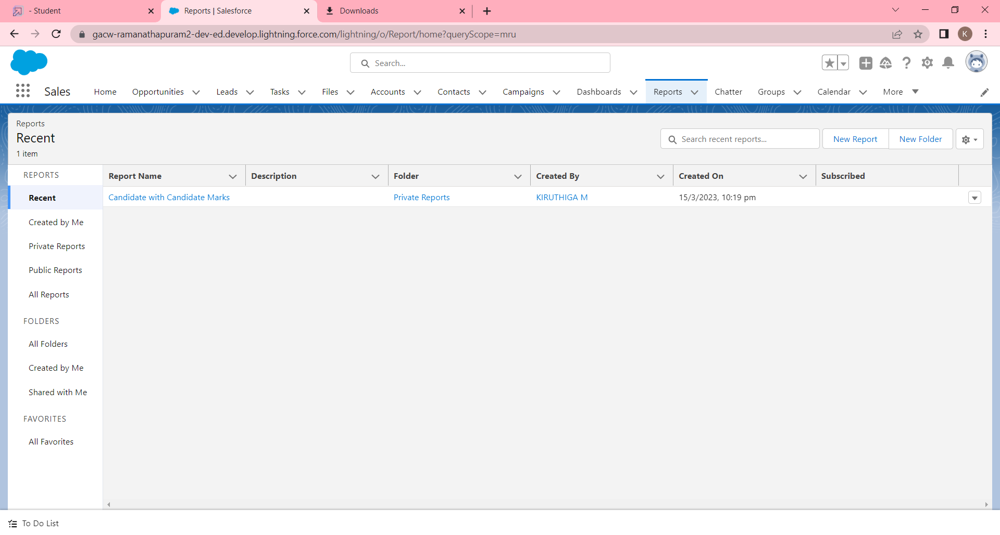 - Student
Reports | Salesforce
Downloads
gacw-ramanathapuram2-dev-ed.develop.lightning.force.com/lightning/o/Report/home?queryScope=mru
K
Search...
Sales
Home
Opportunities
Leads
Tasks
Files
Accounts
Contacts
Campaigns
Dashboards
Reports
Chatter
Groups
Calendar
More
Reports
Recent
1 item
Search recent reports...
New Report
New Folder
REPORTS
Recent
Created by Me
Private Reports
Public Reports
All Reports
FOLDERS
All Folders
Created by Me
Shared with Me
FAVORITES
All Favorites
Report Name
Description
Folder
Created By
Created On
Subscribed
Candidate with Candidate Marks
Private Reports
KIRUTHIGA M
15/3/2023, 10:19 pm
To Do List